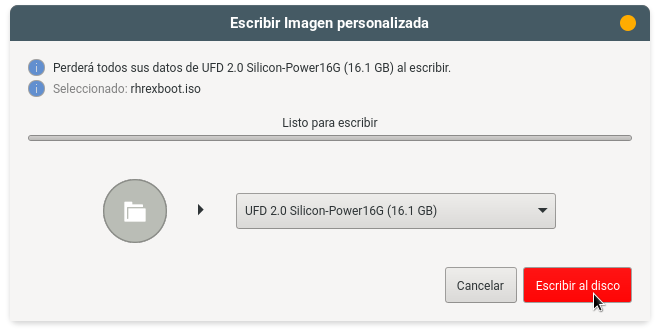 Escribir Imagen personalizada
Perderá todos sus datos de UFD 2.0 Silicon-Power16G (16.1 GB) al escribir.
Seleccionado: rhrexboot.iso
Listo para escribir
UFD 2.0 Silicon-Power16G (16.1 GB)
Cancelar
Escribir al disco